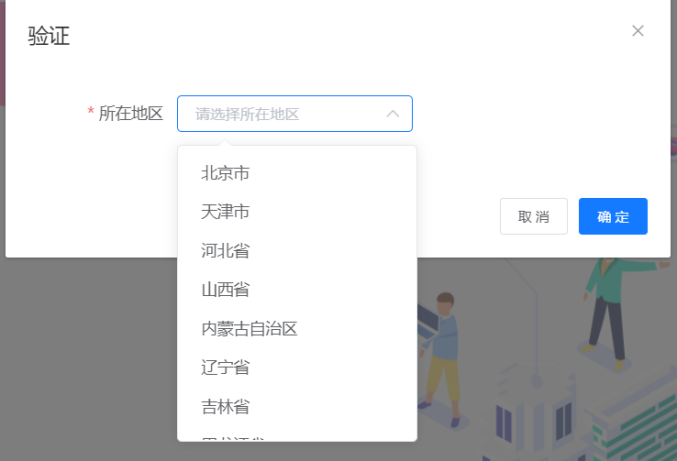 验证
* 所在地区
请选择所在地区
北京市
天津市
河北省
山西省
内蒙古自治区
辽宁省
吉林省
取消
确定